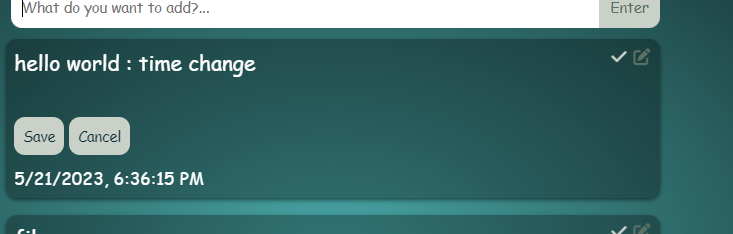 What do you want to add?...
Enter
hello world : time change
Save
Cancel
5/21/2023, 6:36:15 PM